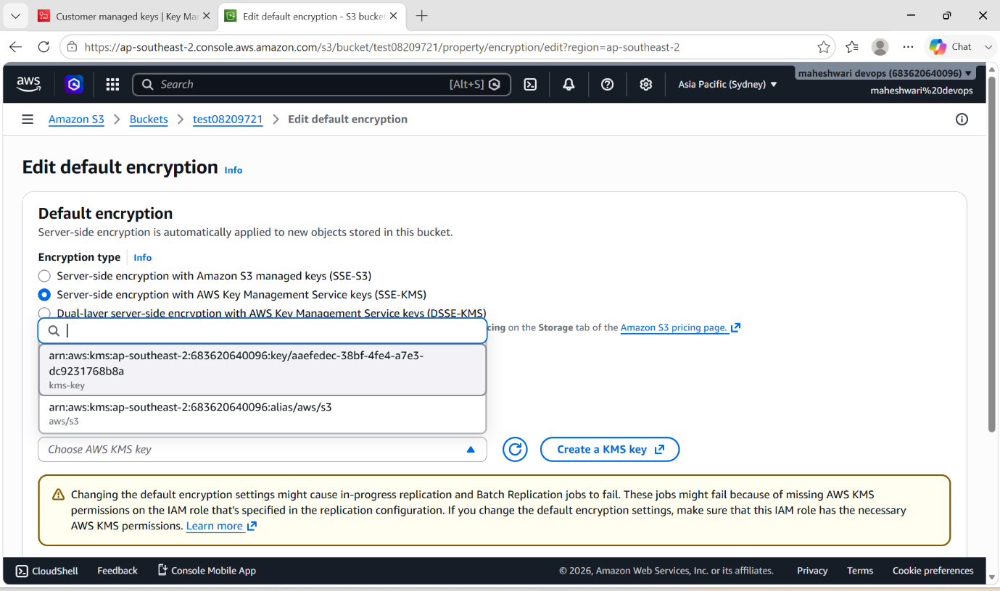 Customer managed keys | Key Mar
Edit default encryption - S3 bucke
https://ap-southeast-2.console.aws.amazon.com/s3/bucket/test08209721/property/encryption/edit?region=ap-southeast-2
Chat
aws
Search
[Alt+S]
Asia Pacific (Sydney)
maheshwari devops (683620640096)
maheshwari%20devops
Amazon S3
Buckets
test08209721
Edit default encryption
Edit default encryption Info
Default encryption
Server-side encryption is automatically applied to new objects stored in this bucket.
Encryption type Info
Server-side encryption with Amazon S3 managed keys (SSE-S3)
Server-side encryption with AWS Key Management Service keys (SSE-KMS)
Dual-layer server-side encryption with AWS Key Management Service keys (DSSE-KMS)
cing on the Storage tab of the Amazon S3 pricing page.
arn:aws:kms:ap-southeast-2:683620640096:key/aaefedec-38bf-4fe4-a7e3-
dc9231768b8a
kms-key
arn:aws:kms:ap-southeast-2:683620640096:alias/aws/s3
aws/s3
Choose AWS KMS key
Create a KMS key
Changing the default encryption settings might cause in-progress replication and Batch Replication jobs to fail. These jobs might fail because of missing AWS KMS
permissions on the IAM role that's specified in the replication configuration. If you change the default encryption settings, make sure that this IAM role has the necessary
AWS KMS permissions. Learn more
CloudShell
Feedback
Console Mobile App
© 2026, Amazon Web Services, Inc. or its affiliates.
Privacy
Terms
Cookie preferences